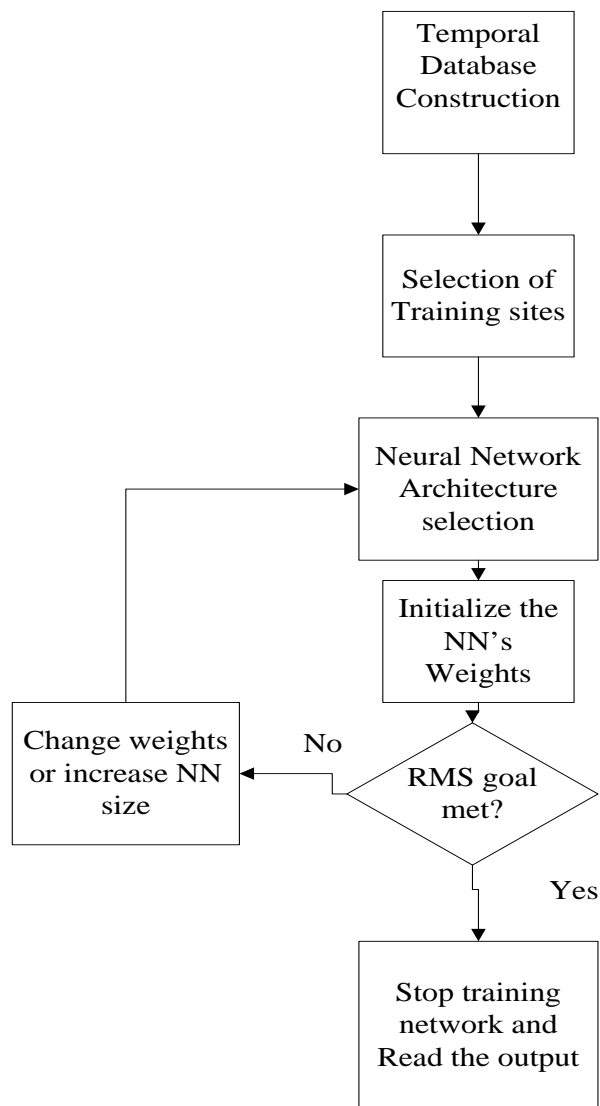 Temporal
Database
Construction
Selection of
Training sites
Neural Network
Architecture
selection
Initialize the
NN’s
Weights
Change weights
or increase NN
size
No
RMS goal
met?
Yes
Stop training
network and
Read the output